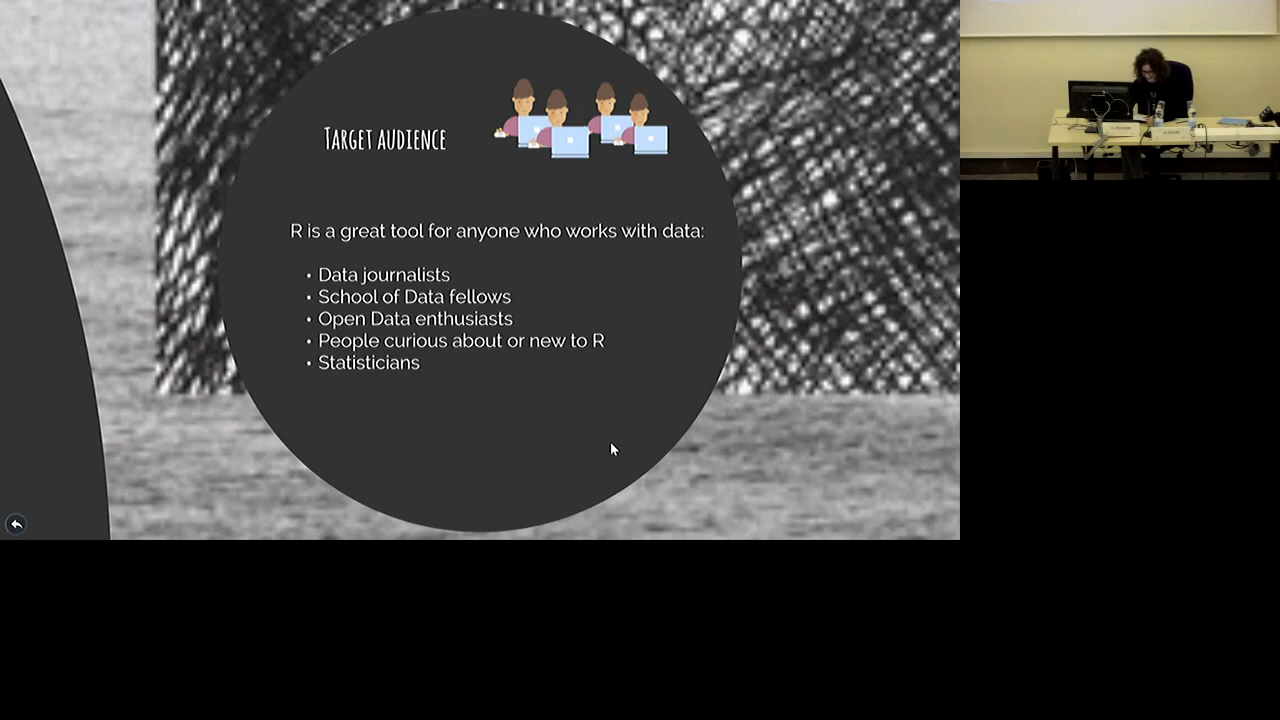 Target audience
R is a great tool for anyone who works with data:
• Data journalists
• School of Data fellows
• Open Data enthusiasts
• People curious about or new to R
• Statisticians